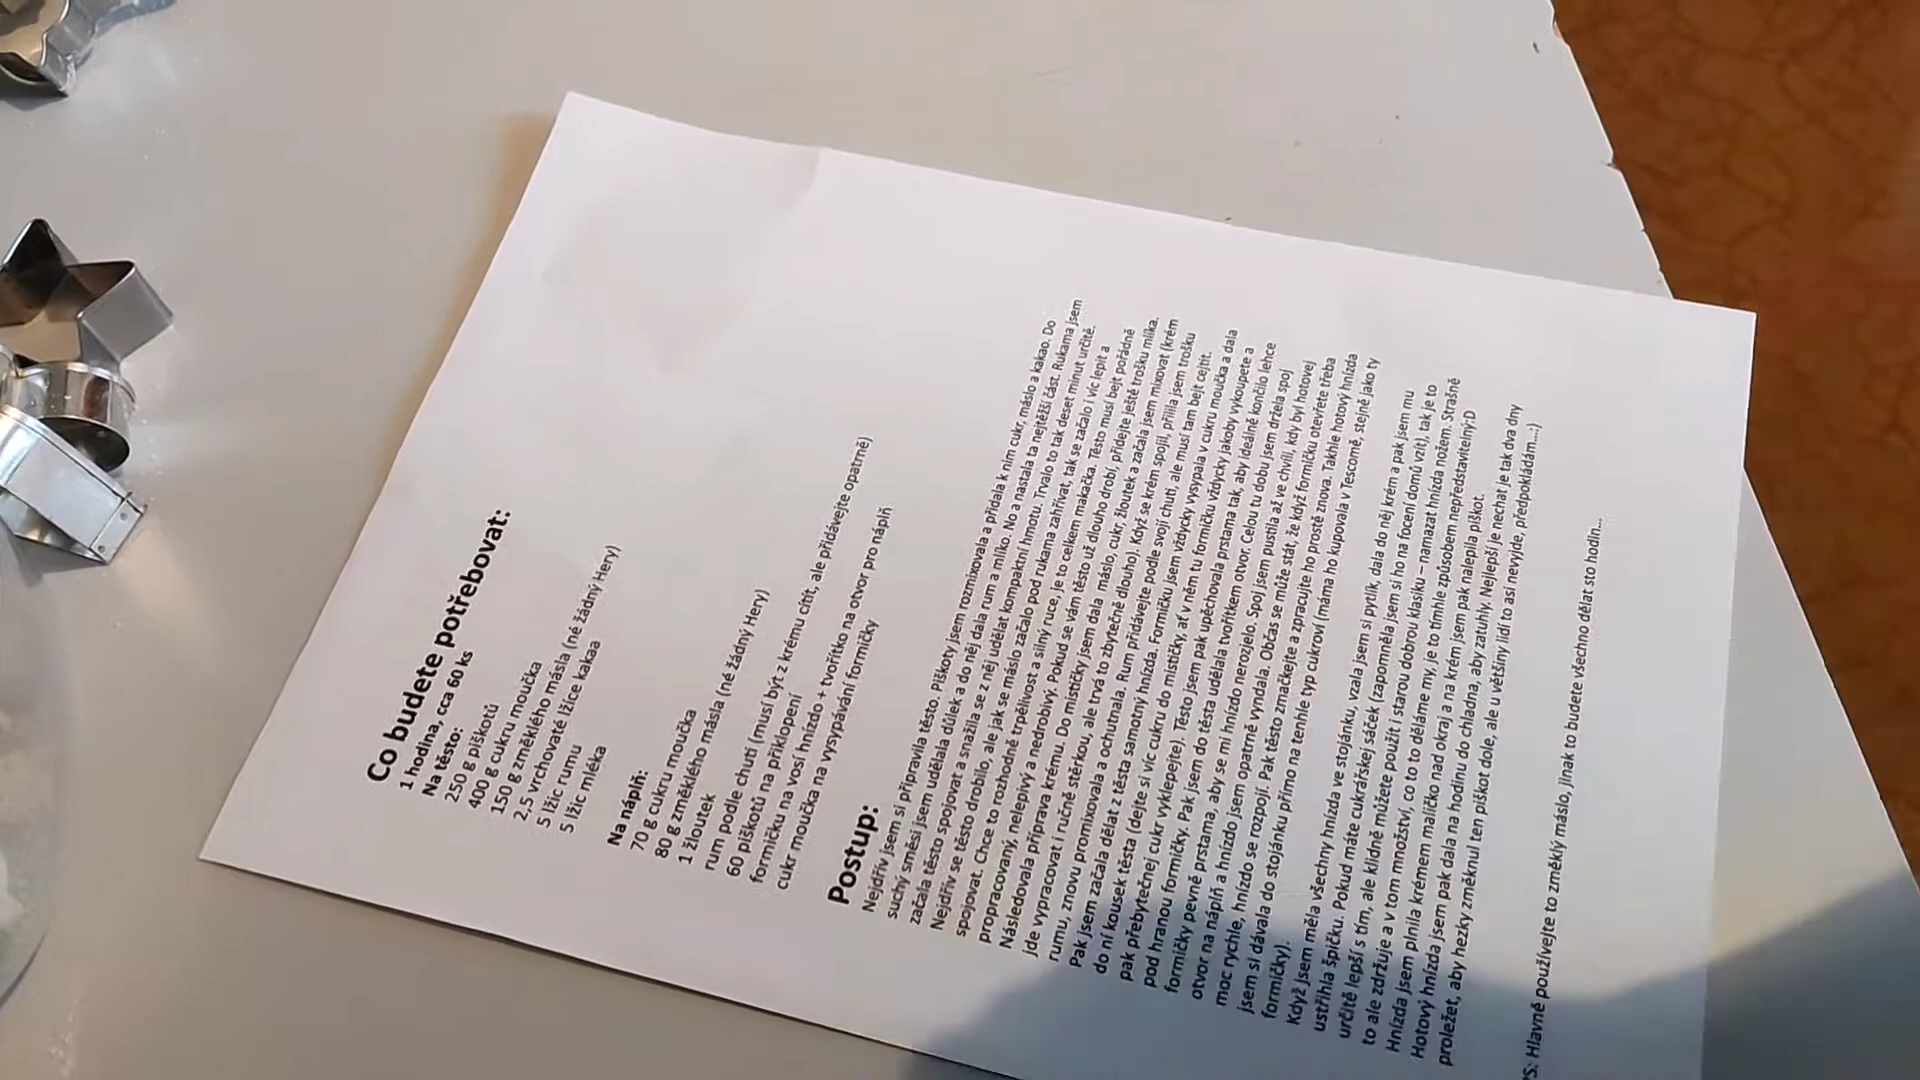 Co budete potřebovat:
1 hodina, cca 60 ks
Na těsto:
250 g piškotů
400 g cukru moučka
150 g změklého másla (né žádný Hery)
2,5 vrchovaté lžíce kakaa
5 lžic rumu
5 lžic mléka
Na náplň:
70 g cukru moučka
80 g změklého másla (né žádný Hery)
1 žloutek
rum podle chuti (musí být z krému cítit, ale přidávejte opatrně)
60 piškotů na přiklopení
formičku na vosí hnízdo + tvořítko na otvor pro náplň
cukr moučka na vysypávání formičky
Postup:
Nejdřív jsem si připravila těsto. Piškoty jsem rozmixovala a přidala k ním cukr, máslo a kakao. Do
suchý směsi jsem udělala důlek a do něj dala rum a mlíko. No a nastala ta nejtěžší část. Rukama jsem
začala těsto spojovat a snažila se z něj udělat kompaktní hmotu. Trvalo to tak deset minut určitě.
Nejdřív se těsto drobilo, ale jak se máslo začalo pod rukama zahřívat, tak se začalo i víc lepit a
spojovat. Chce to rozhodně trpělivost a silný ruce, je to celkem makačka. Těsto musí bejt pořádně
propracovaný, nelepivý a nedrobivý. Pokud se vám těsto už dlouho drobí, přidejte ještě trošku mlíka.
Následovala příprava krému. Do mističky jsem dala máslo, cukr, žloutek a začala jsem mixovat (krém
jde vypracovat i ručně stěrkou, ale trvá to zbytečně dlouho). Když se krém spojil, přilila jsem trošku
rumu, znovu promixovala a ochutnala. Rum přidávejte podle svojí chuti, ale musí tam bejt cejtit.
Pak jsem začala dělat z těsta samotný hnízda. Formičku jsem vždycky vysypala v cukru moučka a dala
do ní kousek těsta (dejte si víc cukru do mističky, ať v něm tu formičku vždycky jakoby vykoupete a
pak přebytečnej cukr vyklepejte). Těsto jsem pak upěchovala prstama tak, aby ideálně končilo lehce
pod hranou formičky. Pak jsem do těsta udělala tvořítkem otvor. Celou tu dobu jsem držela spoj
formičky pevně prstama, aby se mi hnízdo nerozjelo. Spoj jsem pustila až ve chvíli, kdy byl hotovej
otvor na náplň a hnízdo jsem opatrně vyndala. Občas se může stát, že když formičku otevřete třeba
moc rychle, hnízdo se rozpojí. Pak těsto zmačkejte a zpracujte ho prostě znova. Takhle hotový hnízda
jsem si dávala do stojánku přímo na tenhle typ cukroví (máma ho kupovala v Tescomě, stejně jako ty
formičky).
Když jsem měla všechny hnízda ve stojánku, vzala jsem si pytlík, dala do něj krém a pak jsem mu
ustřihla špičku. Pokud máte cukrářskej sáček (zapomněla jsem si ho na focení domů vzít), tak je to
určitě lepší s tím, ale klidně můžete použít i starou dobrou klasiku – namazat hnízda nožem. Strašně
to ale zdržuje a v tom množství, co to děláme my, je to tímhle způsobem nepředstavitelný:D
Hnízda jsem plnila krémem maličko nad okraj a na krém jsem pak nalepila piškot.
Hotový hnízda jsem pak dala na hodinu do chladna, aby zatuhly. Nejlepší je nechat je tak dva dny
proležet, aby hezky změknul ten piškot dole, ale u většiny lidí to asi nevyjde, předpokládám....:)
PS: Hlavně používejte to změklý máslo, jinak to budete všechno dělat sto hodin...